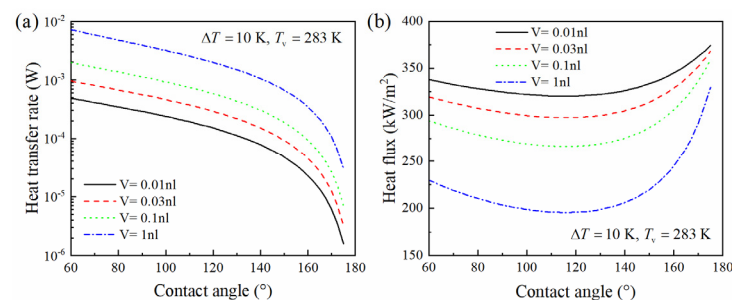 (a)
ΔT = 10 K, Tv = 283 K
Heat transfer rate (W)
10⁻²
10⁻³
10⁻⁴
10⁻⁵
10⁻⁶
V= 0.01nl
V= 0.03nl
V= 0.1nl
V= 1nl
60 80 100 120 140 160 180
Contact angle (°)
(b)
V= 0.01nl
V= 0.03nl
V= 0.1nl
V= 1nl
Heat flux (kW/m²)
400
350
300
250
200
150
ΔT = 10 K, Tv = 283 K
60 80 100 120 140 160 180
Contact angle (°)